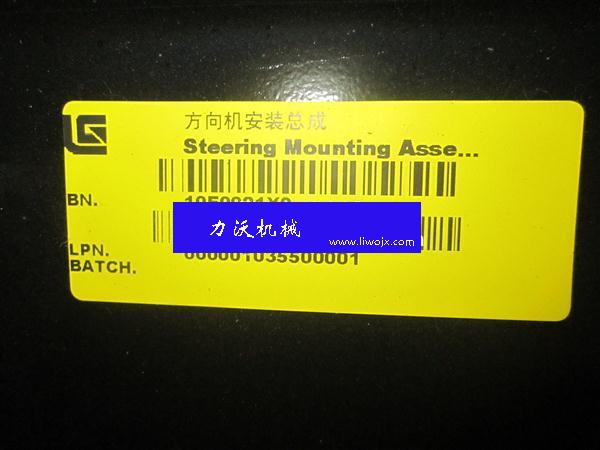 LG
方向机安装总成
Steering Mounting Asse...
BN.
力沃机械
www.liwojx.com
LPN.
BATCH.
000001035500001